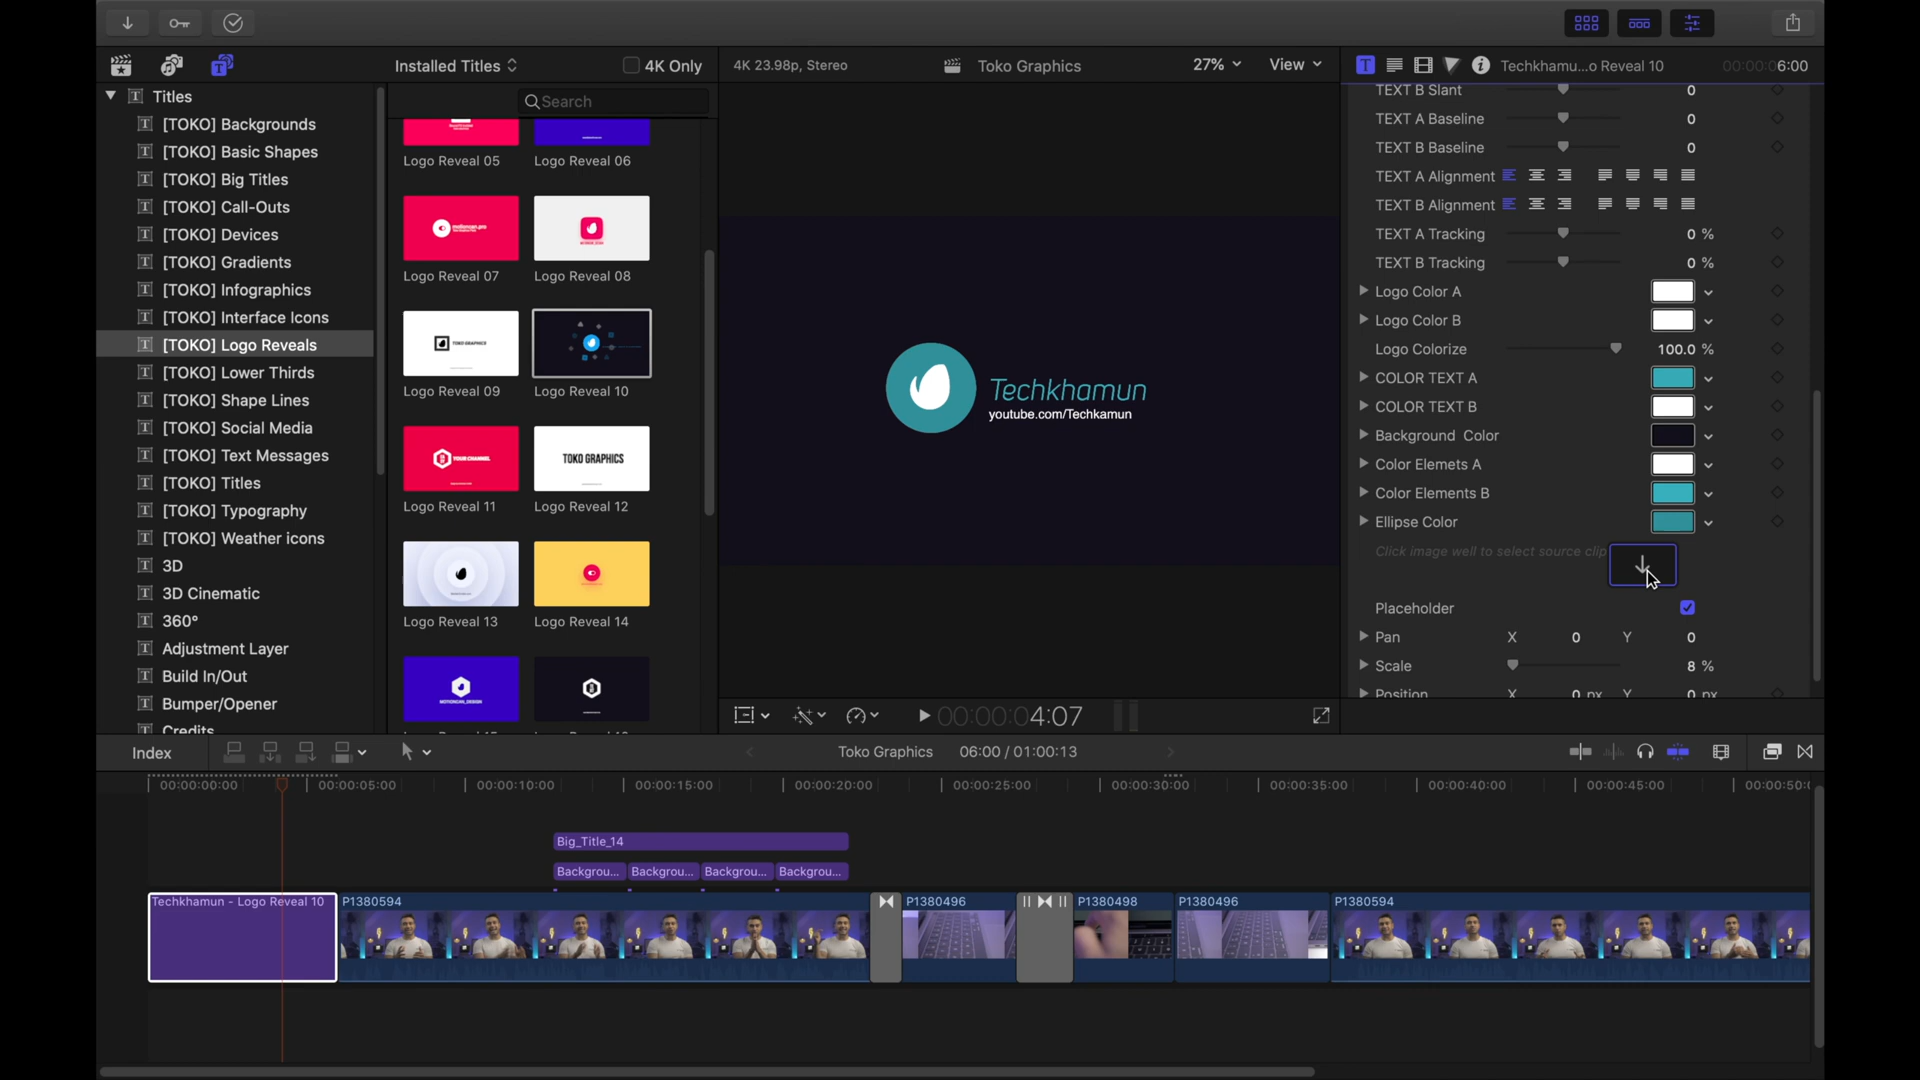 Installed Titles
4K Only
4K 23.98p, Stereo
Toko Graphics
27%
View
Techkhamu...o Reveal 10
00:00:06:00
Titles
[TOKO] Backgrounds
[TOKO] Basic Shapes
[TOKO] Big Titles
[TOKO] Call-Outs
[TOKO] Devices
[TOKO] Gradients
[TOKO] Infographics
[TOKO] Interface Icons
[TOKO] Logo Reveals
[TOKO] Lower Thirds
[TOKO] Shape Lines
[TOKO] Social Media
[TOKO] Text Messages
[TOKO] Titles
[TOKO] Typography
[TOKO] Weather icons
3D
3D Cinematic
360°
Adjustment Layer
Build In/Out
Bumper/Opener
Credits
Search
Logo Reveal 05
Logo Reveal 06
Logo Reveal 07
Logo Reveal 08
TOKO GRAPHICS
Logo Reveal 09
Logo Reveal 10
YOUR CHANNEL
TOKO GRAPHICS
Logo Reveal 11
Logo Reveal 12
Logo Reveal 13
Logo Reveal 14
Techkhamun
youtube.com/Techkamun
TEXT B Slant 0
TEXT A Baseline 0
TEXT B Baseline 0
TEXT A Alignment
TEXT B Alignment
TEXT A Tracking 0 %
TEXT B Tracking 0 %
Logo Color A
Logo Color B
Logo Colorize 100.0 %
COLOR TEXT A
COLOR TEXT B
Background Color
Color Elemets A
Color Elements B
Ellipse Color
Click image well to select source clip
Placeholder
Pan X 0 Y 0
Scale 8 %
Position X 0 px Y 0 px
00:00:04:07
Index
Toko Graphics 06:00 / 01:00:13
00:00:00:00
00:00:05:00
00:00:10:00
00:00:15:00
00:00:20:00
00:00:25:00
00:00:30:00
00:00:35:00
00:00:40:00
00:00:45:00
00:00:50:0
Big_Title_14
Backgrou...
Backgrou...
Backgrou...
Backgrou...
Techkhamun - Logo Reveal 10
P1380594
P1380496
P1380498
P1380496
P1380594